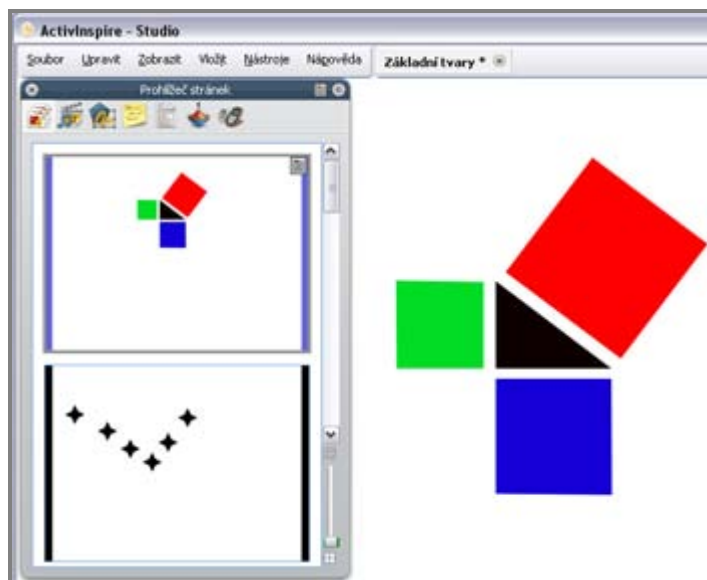 ActivInspire - Studio
Soubor Upravit Zobrazit Vložit Nástroje Nápověda
Základní tvary *
Prohlížeč stránek